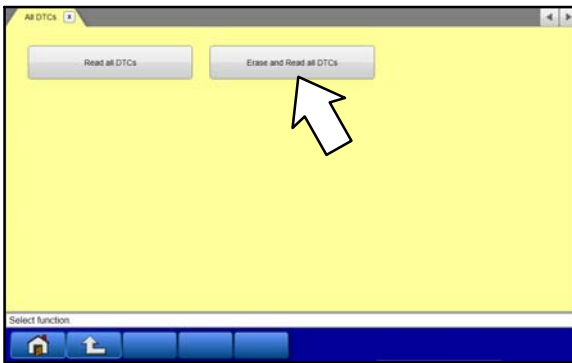 All DTCs x
Read all DTCs Erase and Read all DTCs
Select function.